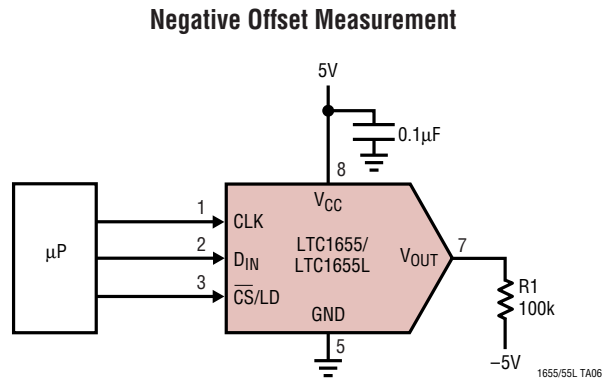 Negative Offset Measurement
5V
0.1µF
8
VCC
µP
1
CLK
2
DIN
3
CS/LD
LTC1655/
LTC1655L
VOUT
7
GND
5
R1
100k
–5V
1655/55L TA06